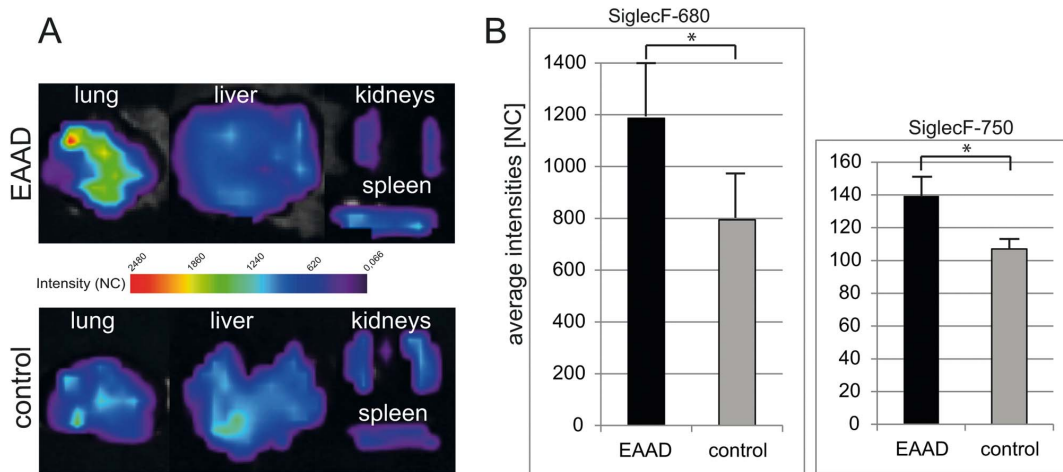 A
lung liver kidneys
EAAD
spleen
2480 1860 1240 620 0.066
Intensity (NC)
lung liver kidneys
control
spleen
B
SiglecF-680
*
average intensities [NC]
1400
1200
1000
800
600
400
200
0
EAAD control
SiglecF-750
*
160
140
120
100
80
60
40
20
0
EAAD control